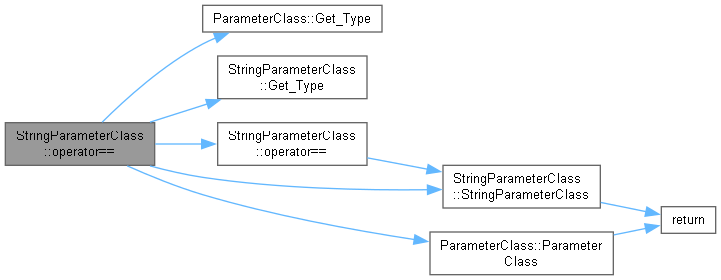 ParameterClass::Get_Type
StringParameterClass
::Get_Type
StringParameterClass
::operator==
StringParameterClass
::operator==
StringParameterClass
::StringParameterClass
return
ParameterClass::Parameter
Class